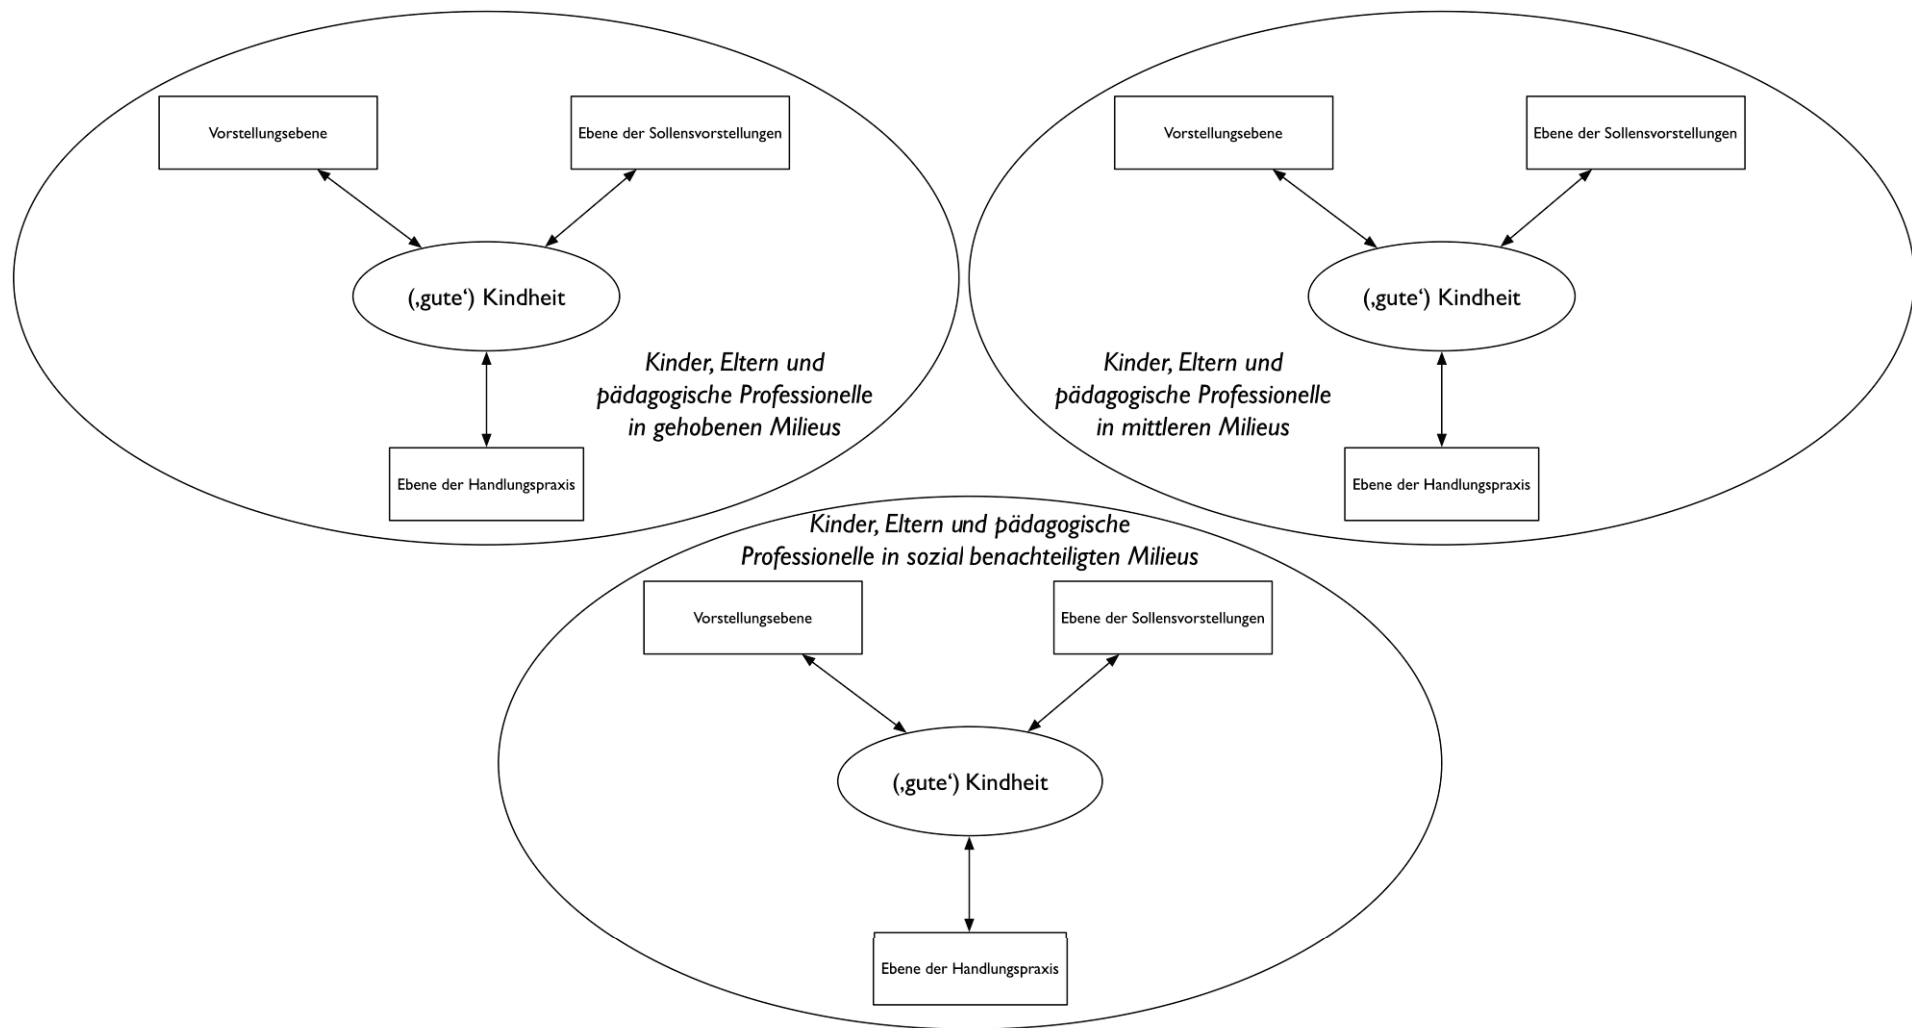 Vorstellungsebene
Ebene der Sollensvorstellungen
(‚gute‘) Kindheit
Kinder, Eltern und
pädagogische Professionelle
in gehobenen Milieus
Ebene der Handlungspraxis
Vorstellungsebene
Ebene der Sollensvorstellungen
(‚gute‘) Kindheit
Kinder, Eltern und
pädagogische Professionelle
in mittleren Milieus
Ebene der Handlungspraxis
Kinder, Eltern und pädagogische
Professionelle in sozial benachteiligten Milieus
Vorstellungsebene
Ebene der Sollensvorstellungen
(‚gute‘) Kindheit
Ebene der Handlungspraxis